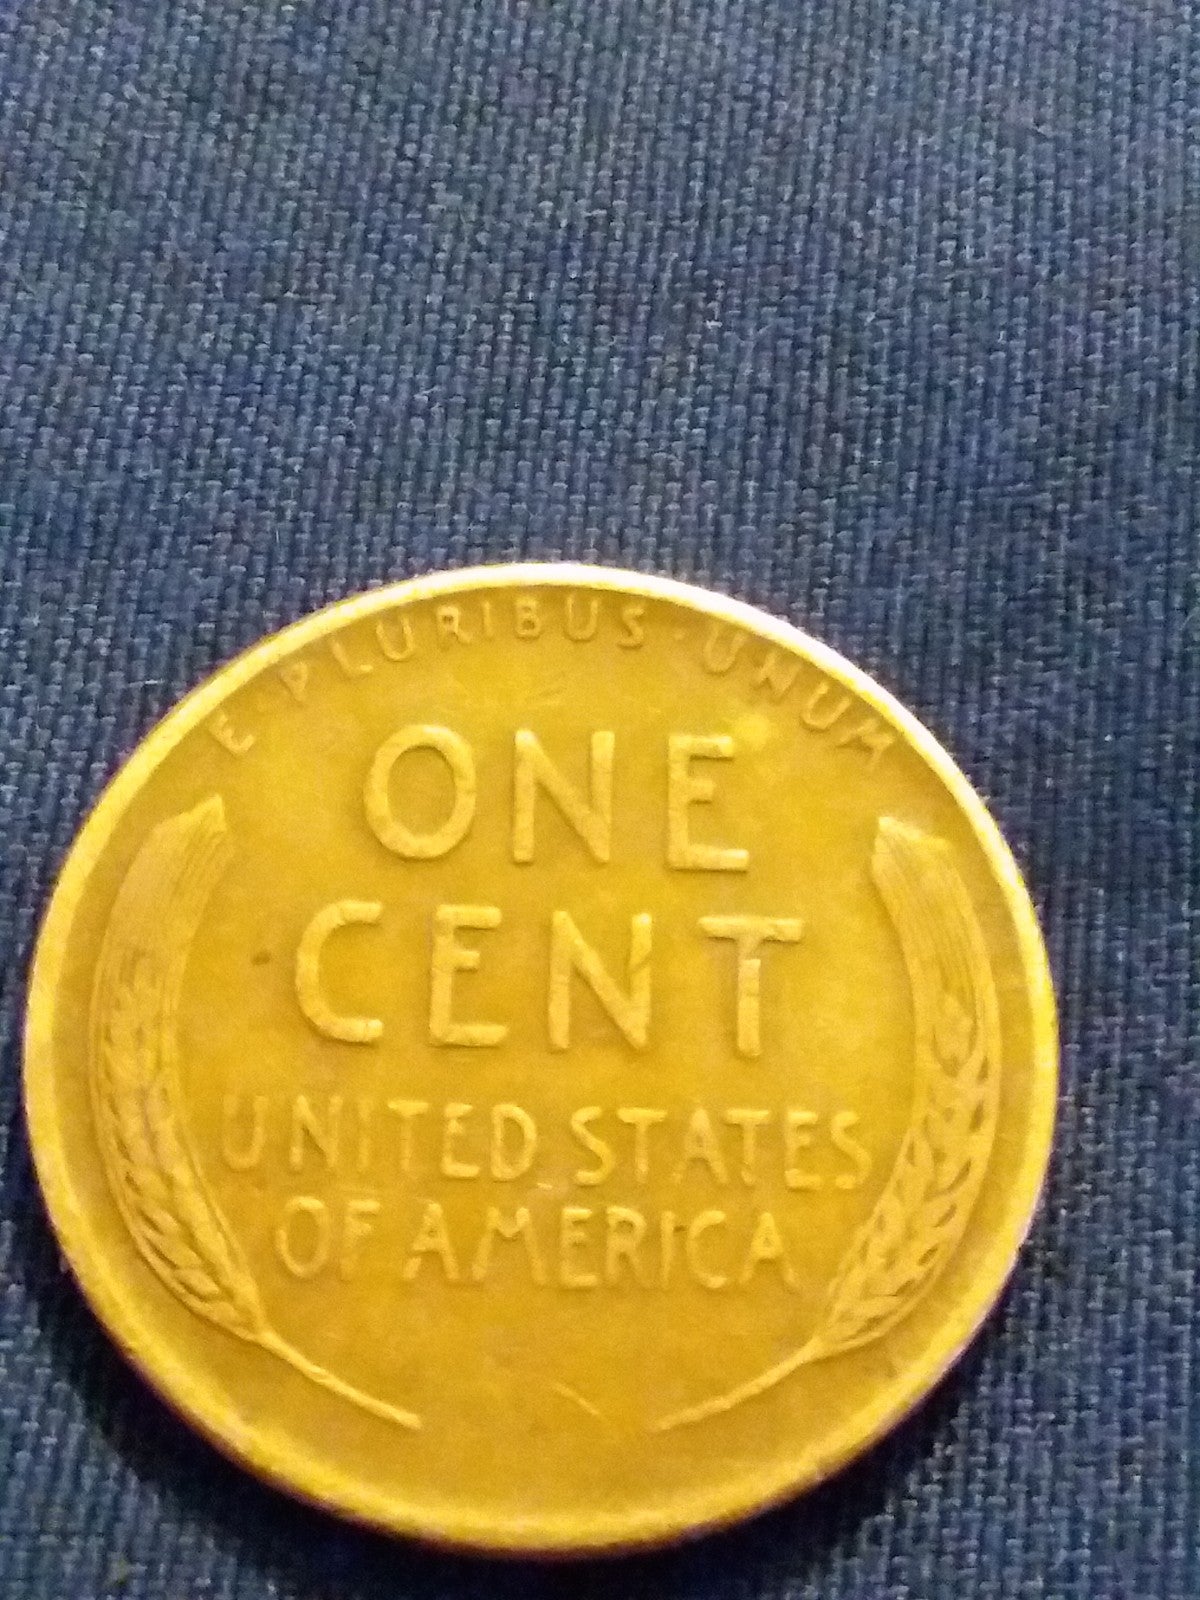 E · PLURIBUS · UNUM
ONE
CENT
UNITED STATES
OF AMERICA